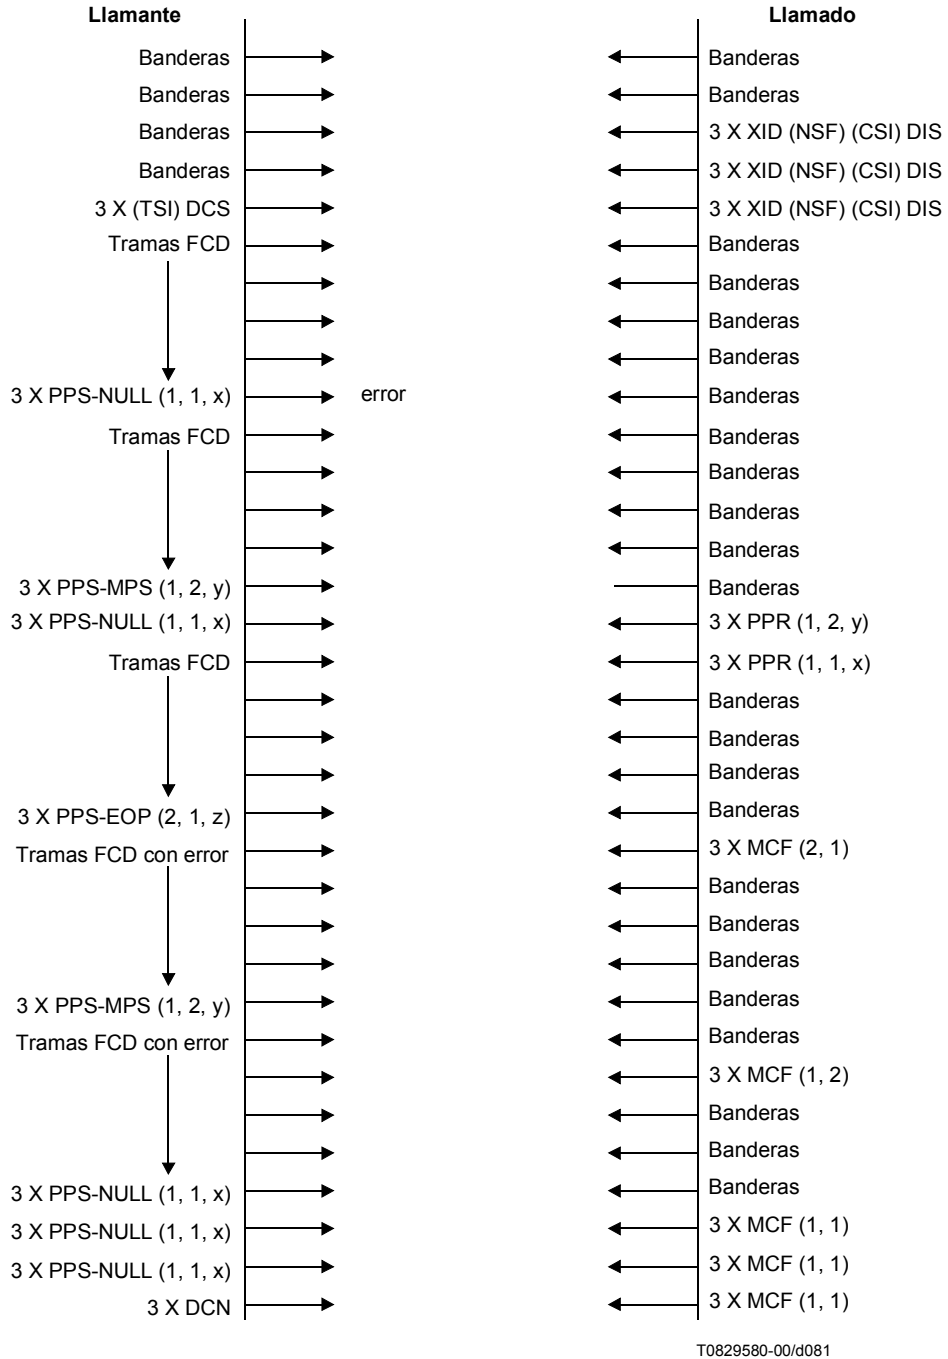 Llamante Llamado
Banderas Banderas
Banderas Banderas
Banderas 3 X XID (NSF) (CSI) DIS
Banderas 3 X XID (NSF) (CSI) DIS
3 X (TSI) DCS 3 X XID (NSF) (CSI) DIS
Tramas FCD Banderas
Banderas
Banderas
Banderas
3 X PPS-NULL (1, 1, x) error Banderas
Tramas FCD Banderas
Banderas
Banderas
Banderas
3 X PPS-MPS (1, 2, y) Banderas
3 X PPS-NULL (1, 1, x) 3 X PPR (1, 2, y)
Tramas FCD 3 X PPR (1, 1, x)
Banderas
Banderas
Banderas
3 X PPS-EOP (2, 1, z) Banderas
Tramas FCD con error 3 X MCF (2, 1)
Banderas
Banderas
Banderas
3 X PPS-MPS (1, 2, y) Banderas
Tramas FCD con error Banderas
3 X MCF (1, 2)
Banderas
Banderas
3 X PPS-NULL (1, 1, x) Banderas
3 X PPS-NULL (1, 1, x) 3 X MCF (1, 1)
3 X PPS-NULL (1, 1, x) 3 X MCF (1, 1)
3 X DCN 3 X MCF (1, 1)
T0829580-00/d081